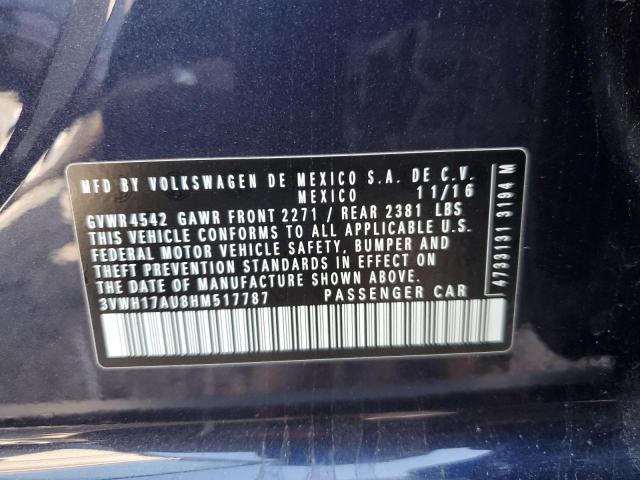 MFD BY VOLKSWAGEN DE MEXICO S.A. DE C.V.
MEXICO 11/16
GVWR4542 GAWR FRONT 2271 / REAR 2381 LBS
THIS VEHICLE CONFORMS TO ALL APPLICABLE U.S.
FEDERAL MOTOR VEHICLE SAFETY, BUMPER AND
THEFT PREVENTION STANDARDS IN EFFECT ON
THE DATE OF MANUFACTURE SHOWN ABOVE.
3VWH17AU8HM517787 PASSENGER CAR
4739131 3194 M